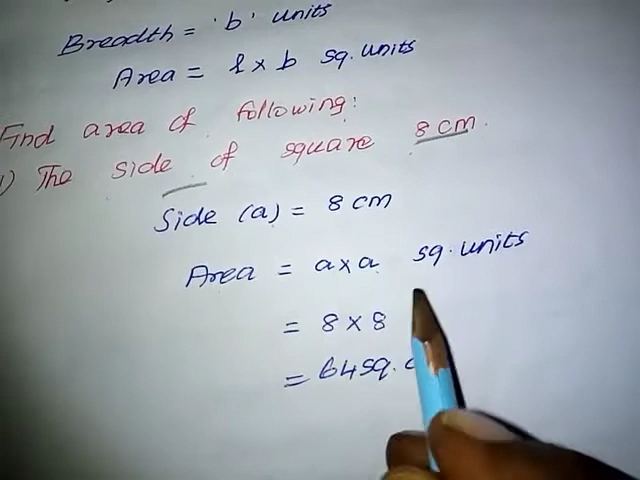 Breadth = 'b' units
Area = l × b sq. units
Find area of following:
1) The side of square 8 cm.
Side (a) = 8 cm
Area = a × a sq. units
= 8 × 8
= 64 sq.